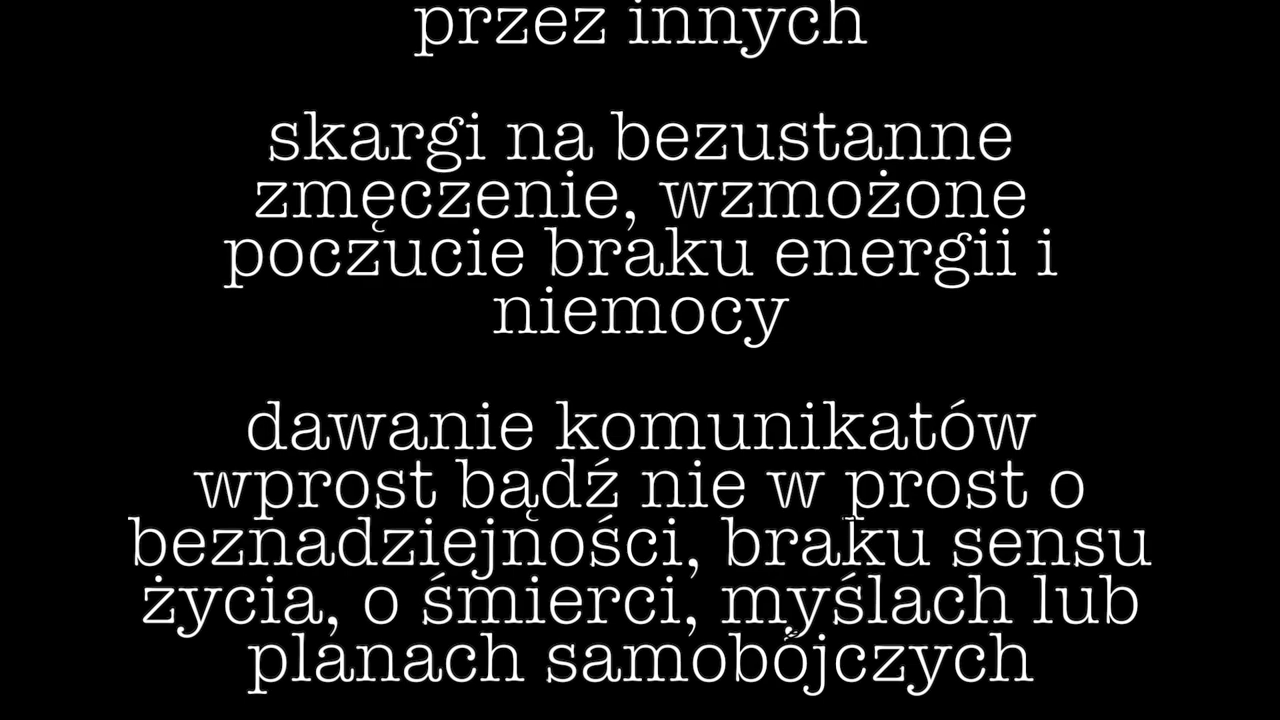 przez innych
skargi na bezustanne
zmęczenie, wzmożone
poczucie braku energii i
niemocy
dawanie komunikatów
wprost bądź nie w prost o
beznadziejności, braku sensu
życia, o śmierci, myślach lub
planach samobójczych